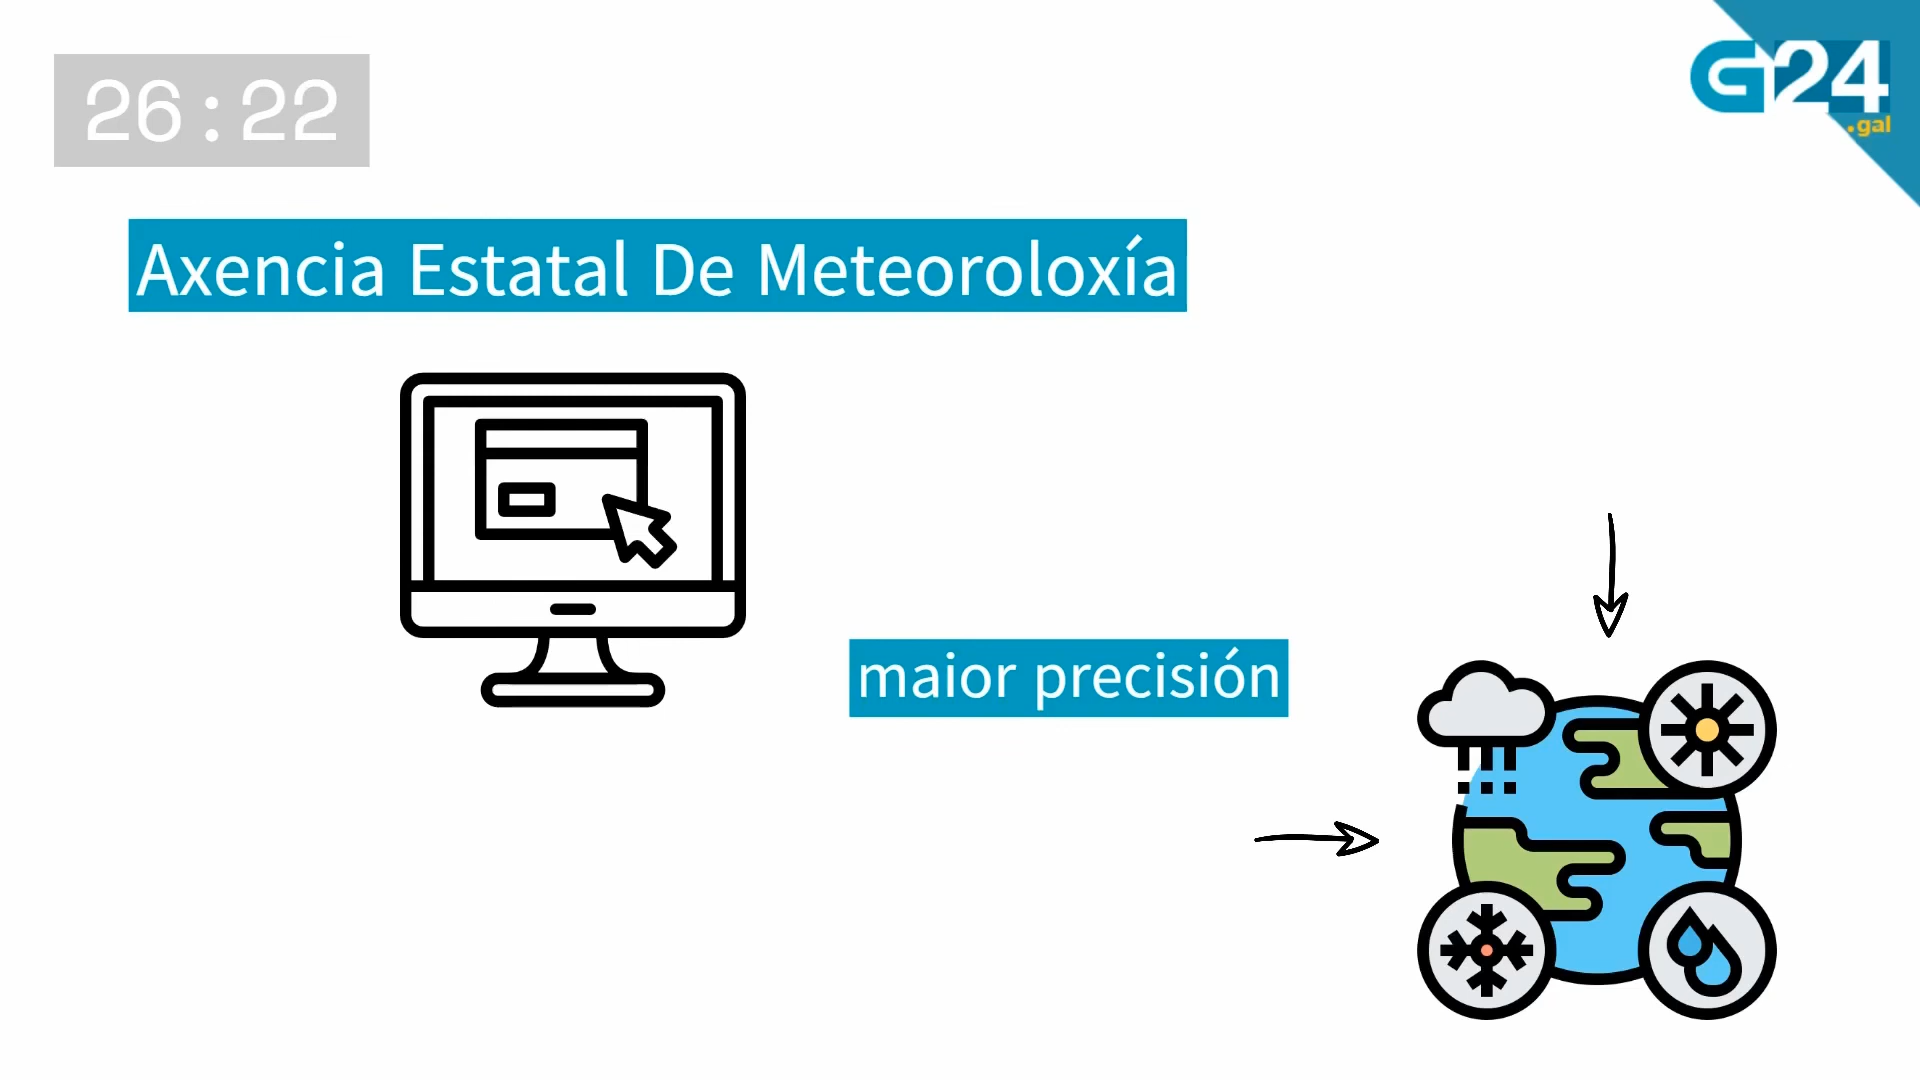 26:22
G24
.gal
Axencia Estatal De Meteoroloxía
maior precisión